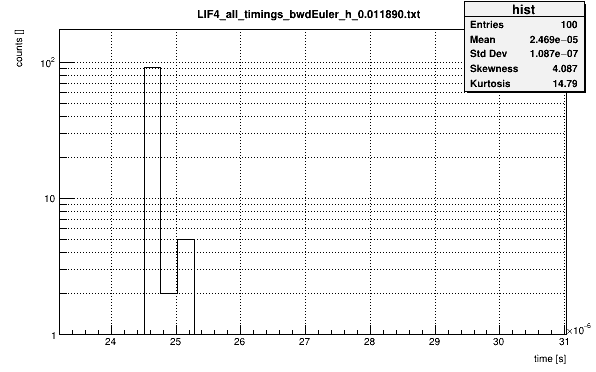 LIF4_all_timings_bwdEuler_h_0.011890.txt
hist
Entries 100
Mean 2.469e−05
Std Dev 1.087e−07
Skewness 4.087
Kurtosis 14.79
counts []
10²
10
1
24 25 26 27 28 29 30 31
×10⁻⁶
time [s]